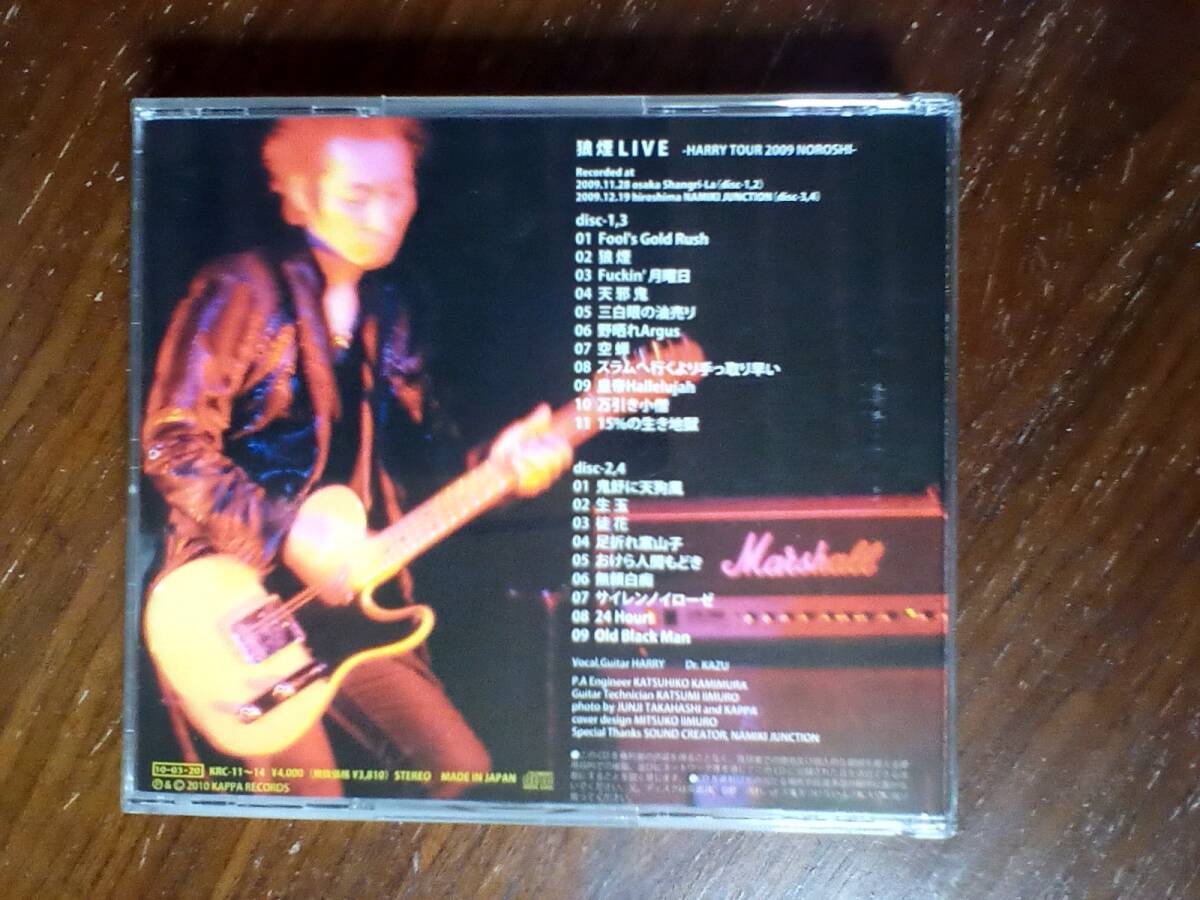 狼煙LIVE -HARRY TOUR 2009 NOROSHI-
Recorded at
2009.11.28 osaka Shangri-La (disc-1,2)
2009.12.19 hiroshima NAMIKI JUNCTION (disc-3,4)
disc-1,3
01 Fool's Gold Rush
02 狼煙
03 Fuckin' 月曜日
04 天邪鬼
05 三白眼の油売り
06 野晒れArgus
07 空蝉
08 スラムへ行くより手っ取り早い
09 皇帝Hallelujah
10 万引き小僧
11 15%の生き地獄
disc-2,4
01 鬼野に天狗風
02 生玉
03 徒花
04 足折れ案山子
05 おけら人間もどき
06 無頼白痴
07 サイレンノイローゼ
08 24 Hours
09 Old Black Man
Marshall
Vocal.Guitar HARRY Dr. KAZU
P.A Engineer KATSUHIKO KAMIMURA
Guitar Technician KATSUMI IIMURO
photo by JUNJI TAKAHASHI and KAPPA
cover design MITSUKO IIMURO
Special Thanks SOUND CREATOR, NAMIKI JUNCTION
10-03-20 KRC-11〜14 ¥4,000 (税抜価格 ¥3,810) STEREO MADE IN JAPAN
Ⓟ & © 2010 KAPPA RECORDS